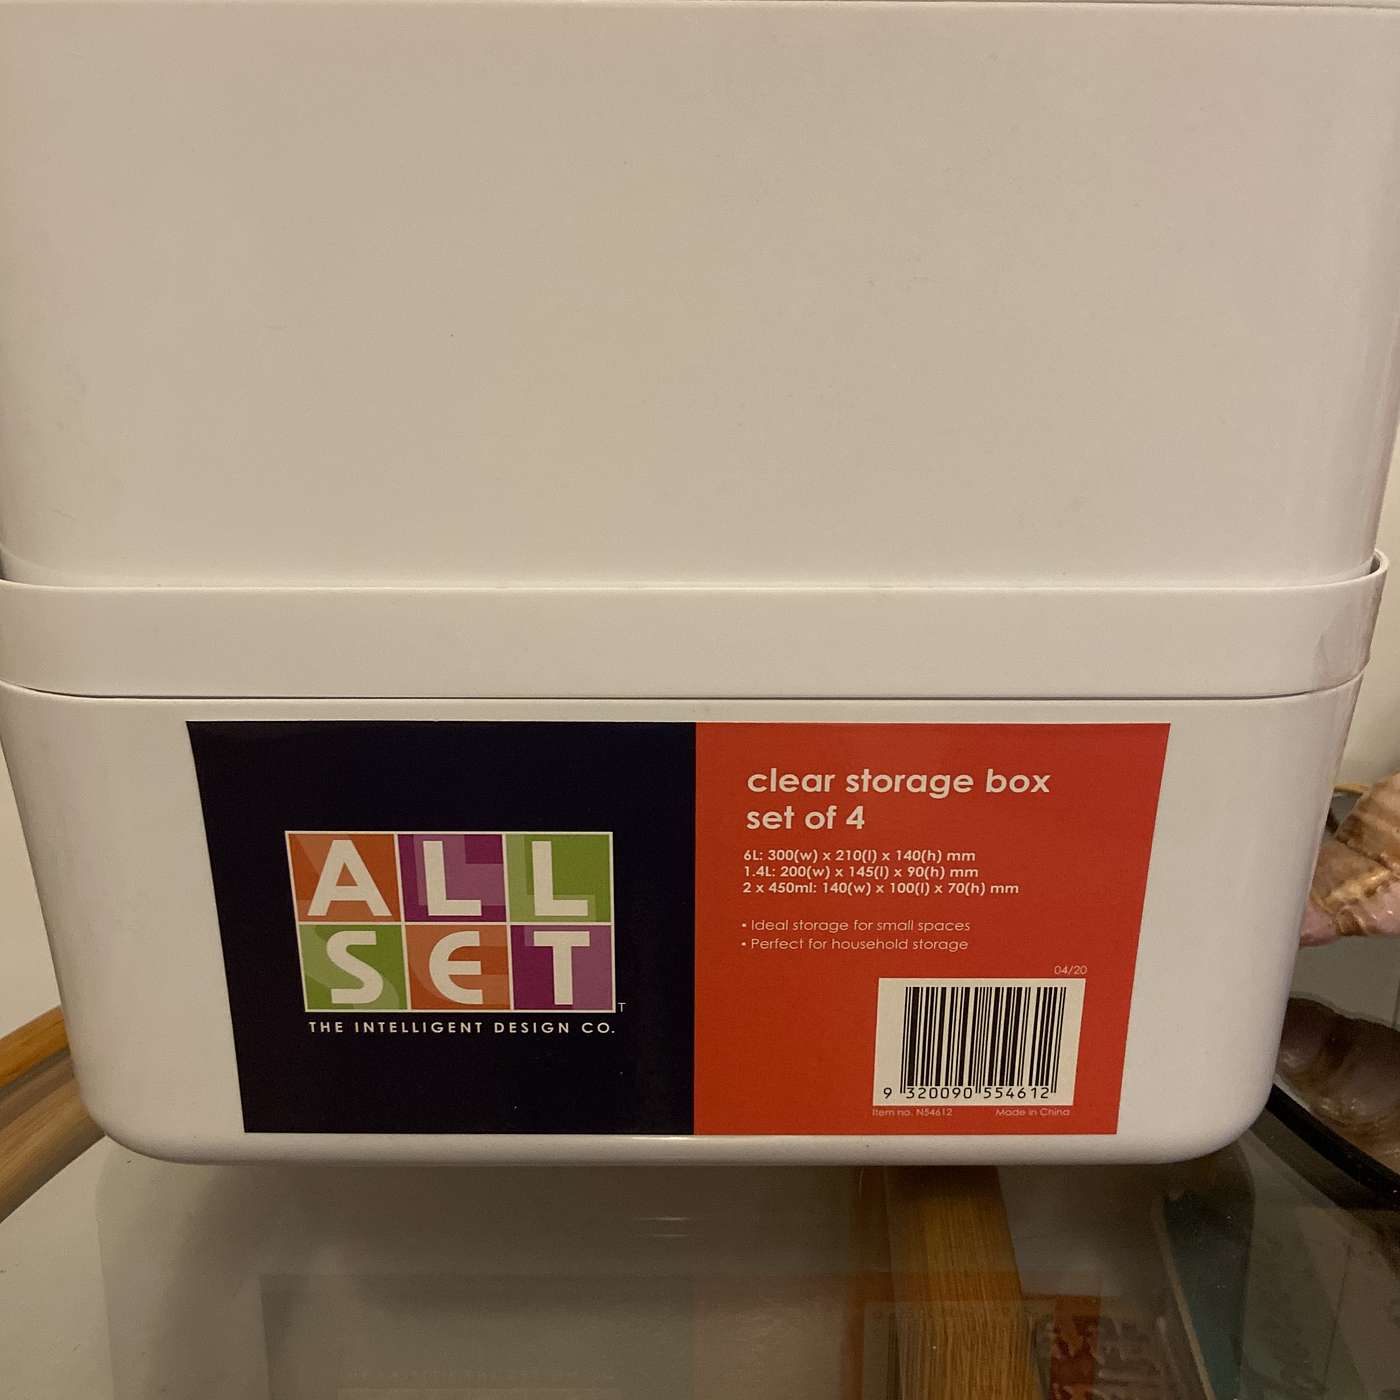 ALL
SET
T
THE INTELLIGENT DESIGN CO.
clear storage box
set of 4
6L: 300(w) x 210(l) x 140(h) mm
1.4L: 200(w) x 145(l) x 90(h) mm
2 x 450ml: 140(w) x 100(l) x 70(h) mm
• Ideal storage for small spaces
• Perfect for household storage
04/20
9 320090 554612
Item no. N54612 Made in China